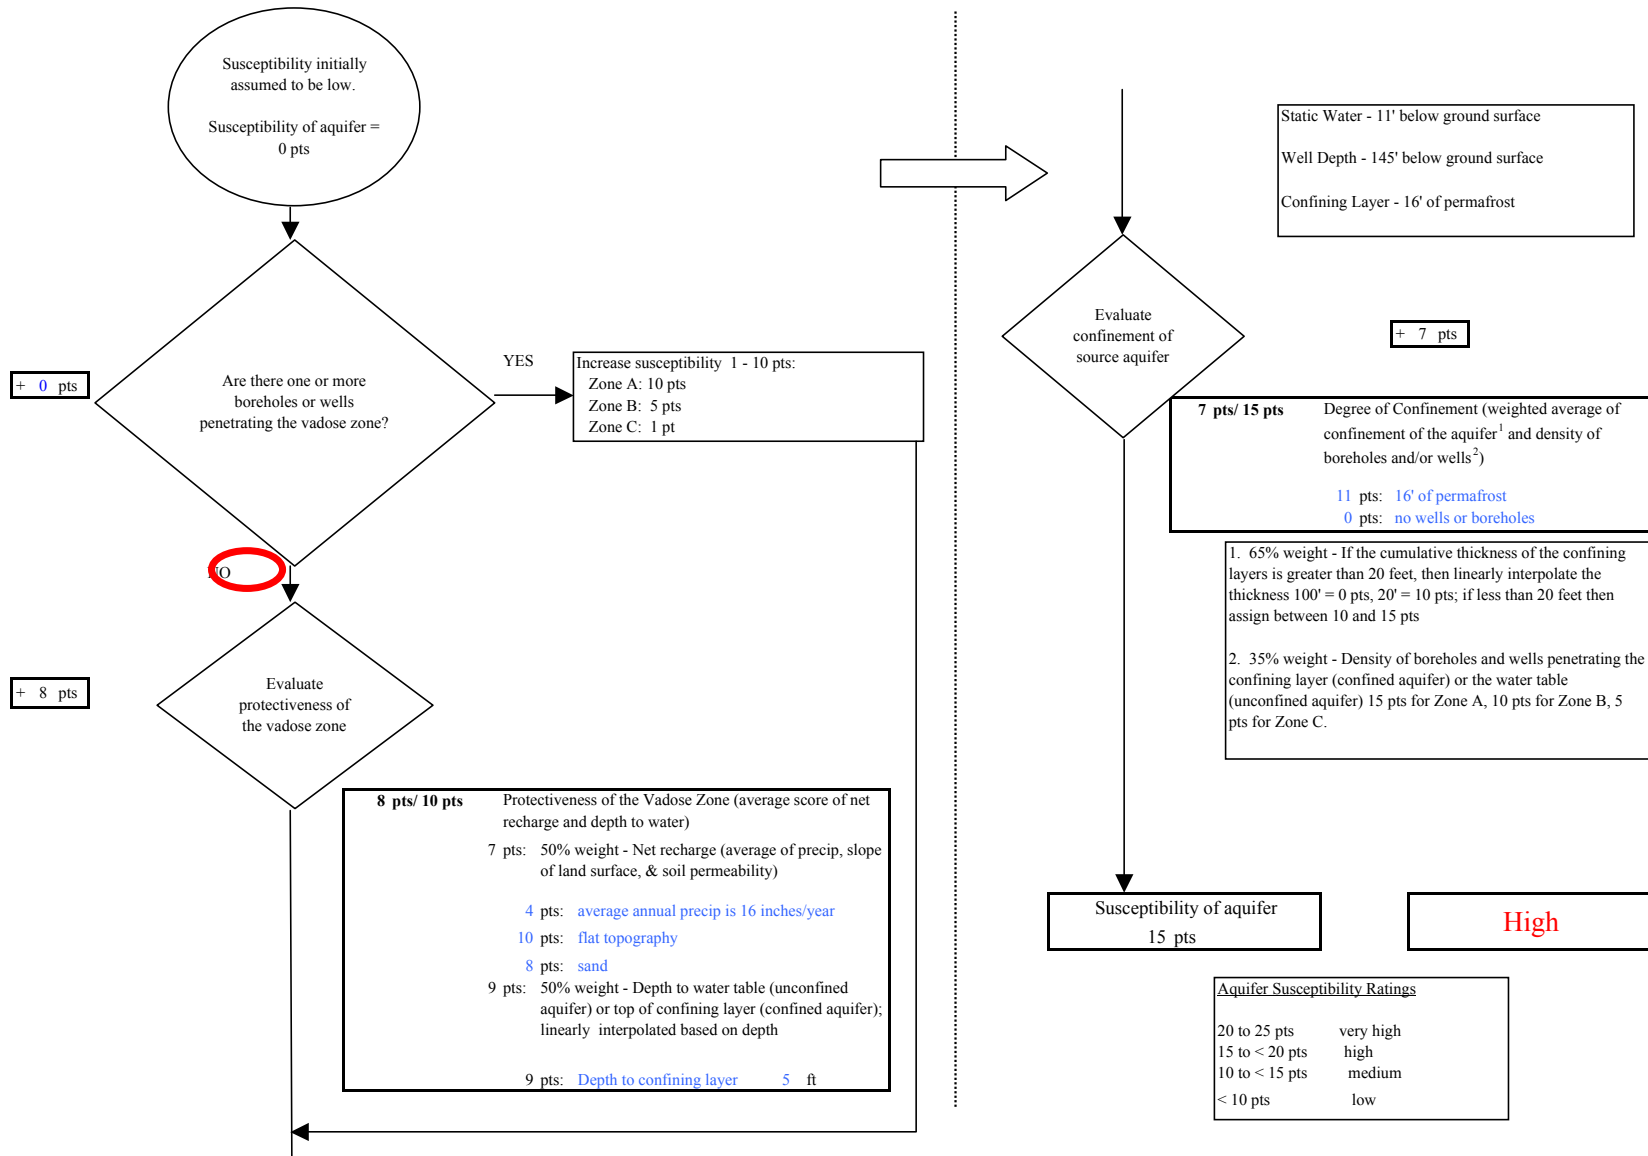 Susceptibility initially
assumed to be low.
Susceptibility of aquifer =
0 pts
+ 0 pts
Are there one or more
boreholes or wells
penetrating the vadose zone?
YES
Increase susceptibility 1 - 10 pts:
Zone A: 10 pts
Zone B: 5 pts
Zone C: 1 pt
NO
+ 8 pts
Evaluate
protectiveness of
the vadose zone
8 pts/ 10 pts Protectiveness of the Vadose Zone (average score of net
recharge and depth to water)
7 pts: 50% weight - Net recharge (average of precip, slope
of land surface, & soil permeability)
4 pts: average annual precip is 16 inches/year
10 pts: flat topography
8 pts: sand
9 pts: 50% weight - Depth to water table (unconfined
aquifer) or top of confining layer (confined aquifer);
linearly interpolated based on depth
9 pts: Depth to confining layer 5 ft
Static Water - 11' below ground surface
Well Depth - 145' below ground surface
Confining Layer - 16' of permafrost
Evaluate
confinement of
source aquifer
+ 7 pts
7 pts/ 15 pts Degree of Confinement (weighted average of
confinement of the aquifer1 and density of
boreholes and/or wells2)
11 pts: 16' of permafrost
0 pts: no wells or boreholes
1. 65% weight - If the cumulative thickness of the confining
layers is greater than 20 feet, then linearly interpolate the
thickness 100' = 0 pts, 20' = 10 pts; if less than 20 feet then
assign between 10 and 15 pts
2. 35% weight - Density of boreholes and wells penetrating the
confining layer (confined aquifer) or the water table
(unconfined aquifer) 15 pts for Zone A, 10 pts for Zone B, 5
pts for Zone C.
Susceptibility of aquifer
15 pts
High
Aquifer Susceptibility Ratings
20 to 25 pts very high
15 to < 20 pts high
10 to < 15 pts medium
< 10 pts low